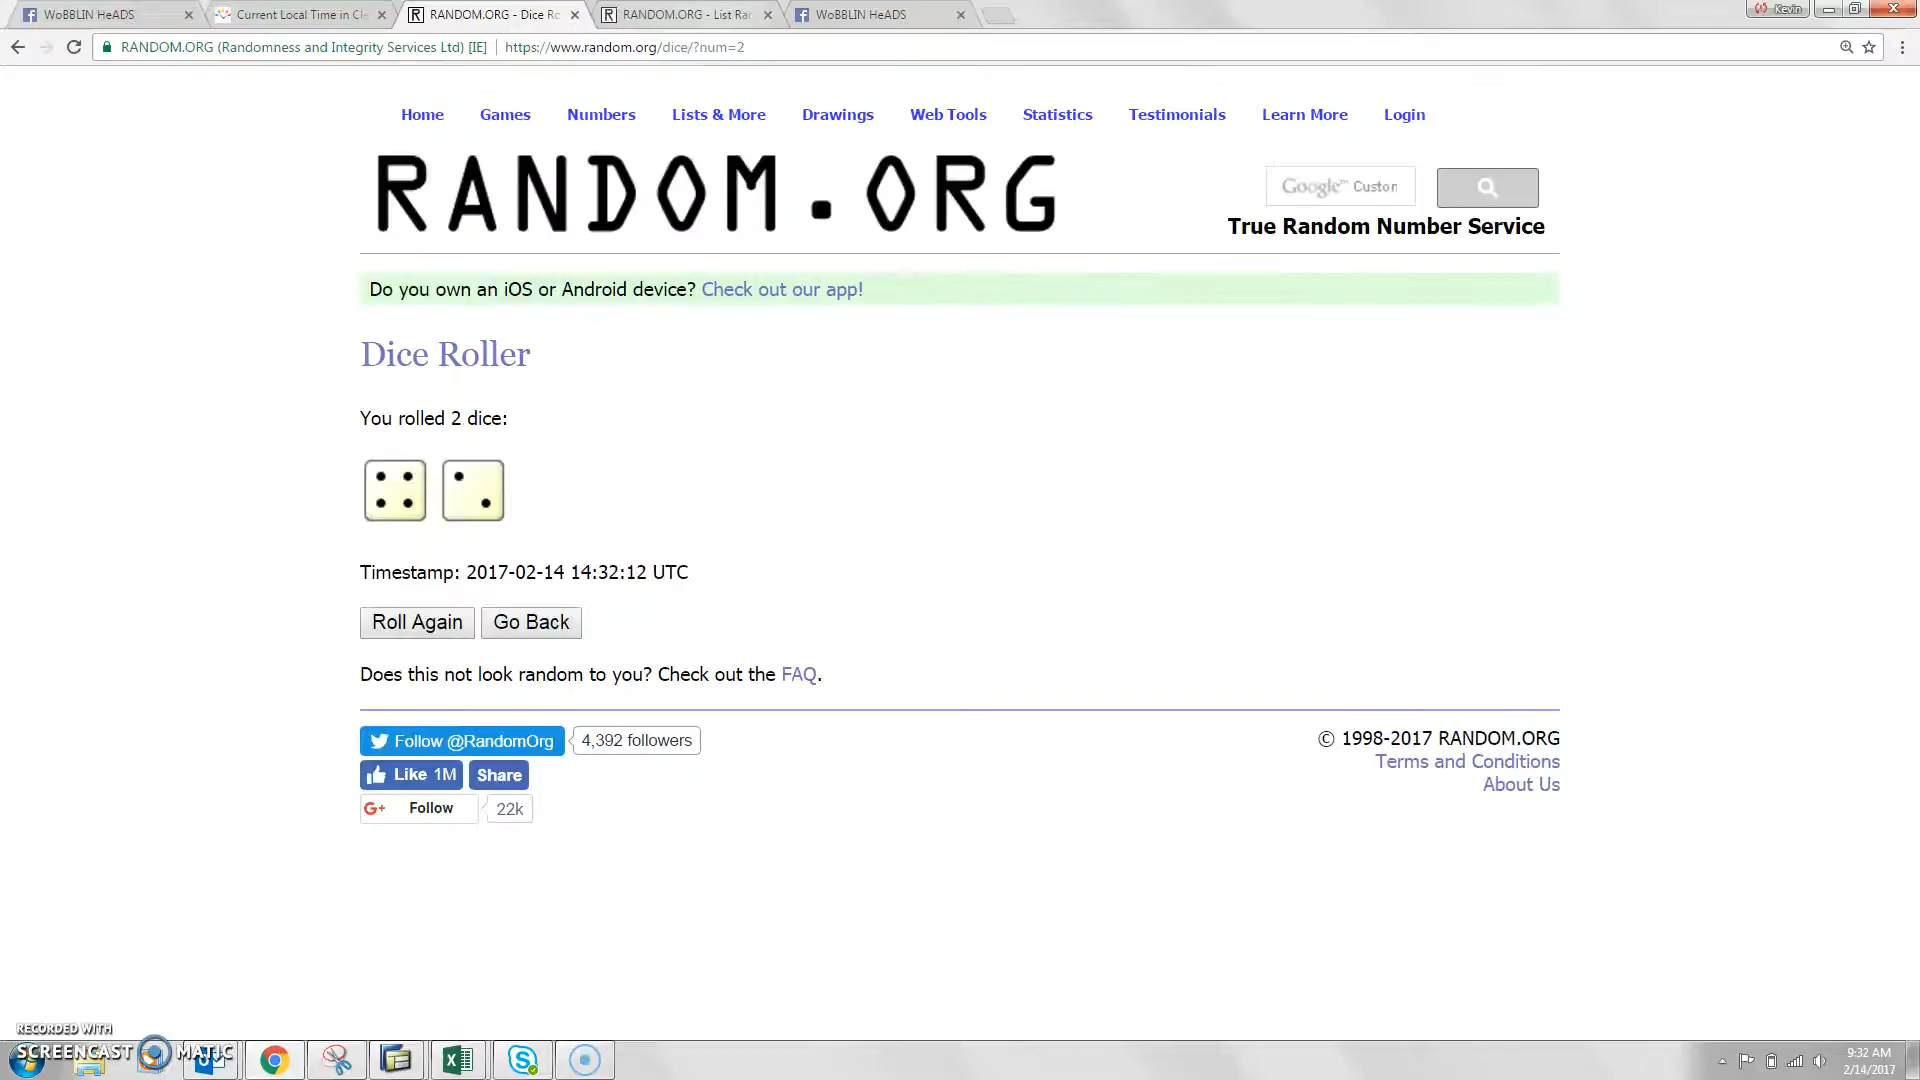 WoBBLIN HeADS
Current Local Time in Cle
RANDOM.ORG - Dice Ro
RANDOM.ORG - List Ran
WoBBLIN HeADS
Kevin
RANDOM.ORG (Randomness and Integrity Services Ltd) [IE]
https://www.random.org/dice/?num=2
Home Games Numbers Lists & More Drawings Web Tools Statistics Testimonials Learn More Login
RANDOM.ORG
Google™ Custon
True Random Number Service
Do you own an iOS or Android device? Check out our app!
Dice Roller
You rolled 2 dice:
Timestamp: 2017-02-14 14:32:12 UTC
Roll Again Go Back
Does this not look random to you? Check out the FAQ.
Follow @RandomOrg 4,392 followers
Like 1M Share
G+ Follow 22k
© 1998-2017 RANDOM.ORG
Terms and Conditions
About Us
RECORDED WITH
SCREENCAST MATIC
9:32 AM
2/14/2017